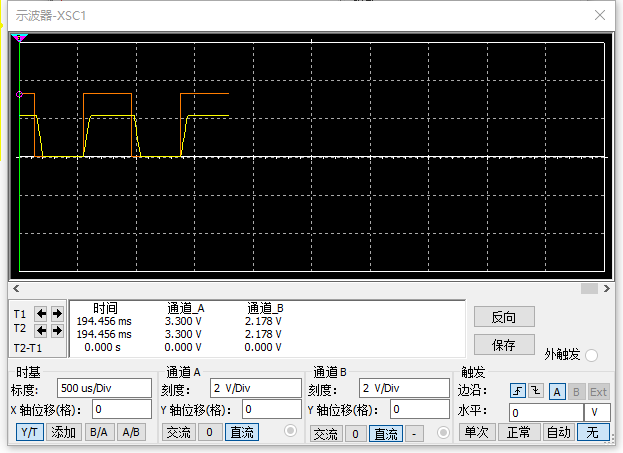 示波器-XSC1
时间 通道_A 通道_B
T1 194.456 ms 3.300 V 2.178 V
T2 194.456 ms 3.300 V 2.178 V
T2-T1 0.000 s 0.000 V 0.000 V
反向
保存
外触发
时基
标度: 500 us/Div
X 轴位移(格): 0
Y/T 添加 B/A A/B
通道 A
刻度: 2 V/Div
Y 轴位移(格): 0
交流 0 直流
通道 B
刻度: 2 V/Div
Y 轴位移(格): 0
交流 0 直流 -
触发
边沿: A B Ext
水平: 0 V
单次 正常 自动 无